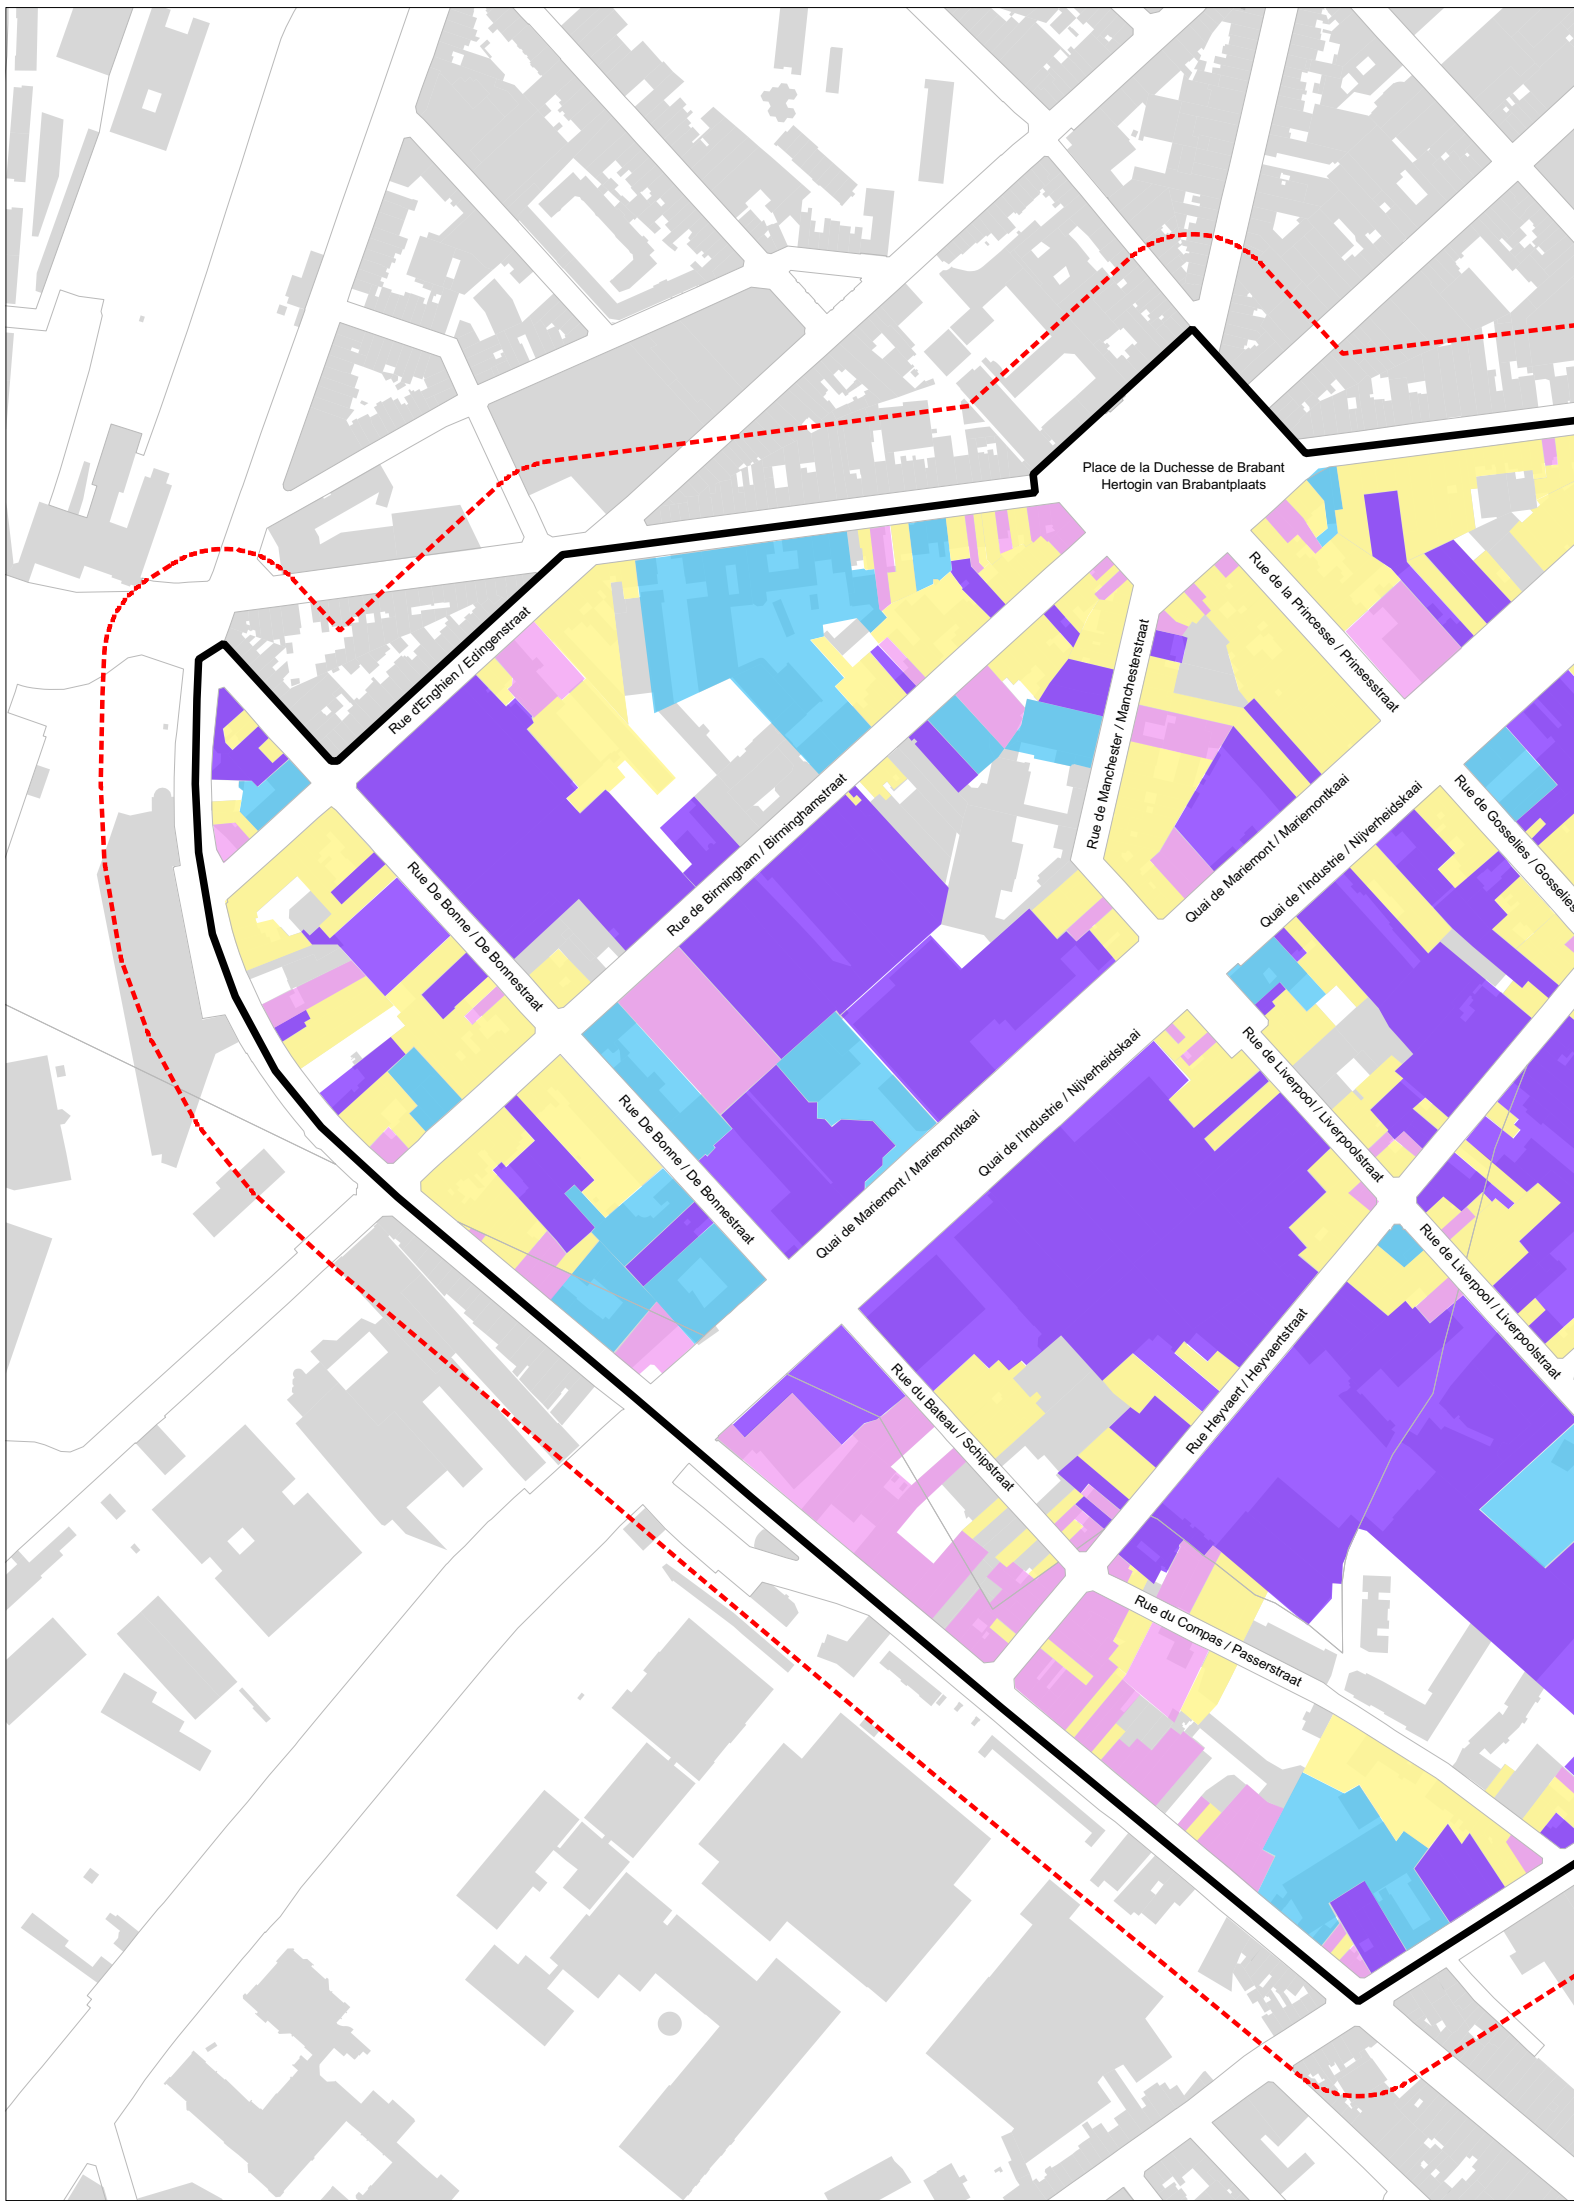 Place de la Duchesse de Brabant
Hertogin van Brabantplaats
Rue de la Princesse / Prinsesstraat
Rue d'Enghien / Edingenstraat
Rue de Manchester / Manchesterstraat
Rue de Birmingham / Birminghamstraat
Quai de Mariemont / Mariemontkaai
Quai de l'Industrie / Nijverheidskaai
Rue de Gosselies / Gosselies
Rue De Bonne / De Bonnestraat
Rue De Bonne / De Bonnestraat
Quai de Mariemont / Mariemontkaai
Quai de l'Industrie / Nijverheidskaai
Rue de Liverpool / Liverpoolstraat
Rue de Liverpool / Liverpoolstraat
Rue du Bateau / Schipstraat
Rue Heyvaert / Heyvaertstraat
Rue du Compas / Passerstraat